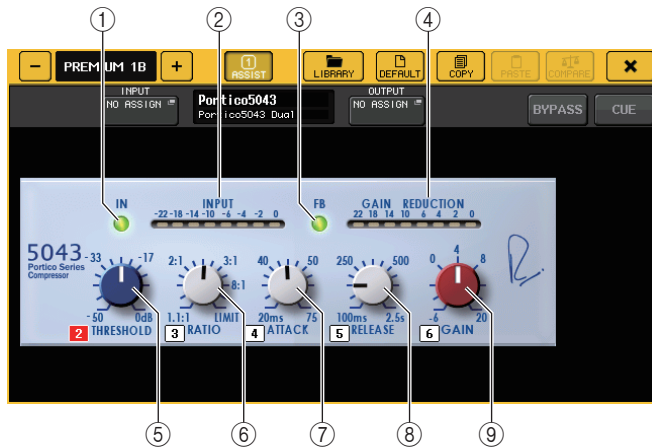 ① ② ③ ④
− PREMIUM 1B + 1 ASSIST LIBRARY DEFAULT COPY PASTE COMPARE ×
INPUT
NO ASSIGN
Portico5043
Portico5043 Dual
OUTPUT
NO ASSIGN
BYPASS CUE
IN INPUT FB GAIN REDUCTION
-22 -18 -14 -10 -6 -4 -2 0 22 18 14 10 6 4 2 0
5043
Portico Series
Compressor
-33 -17 2:1 3:1 40 50 250 500 0 4 8
8:1
-50 0dB 1.1:1 LIMIT 20ms 75 100ms 2.5s -6 20
2 THRESHOLD 3 RATIO 4 ATTACK 5 RELEASE 6 GAIN
⑤ ⑥ ⑦ ⑧ ⑨